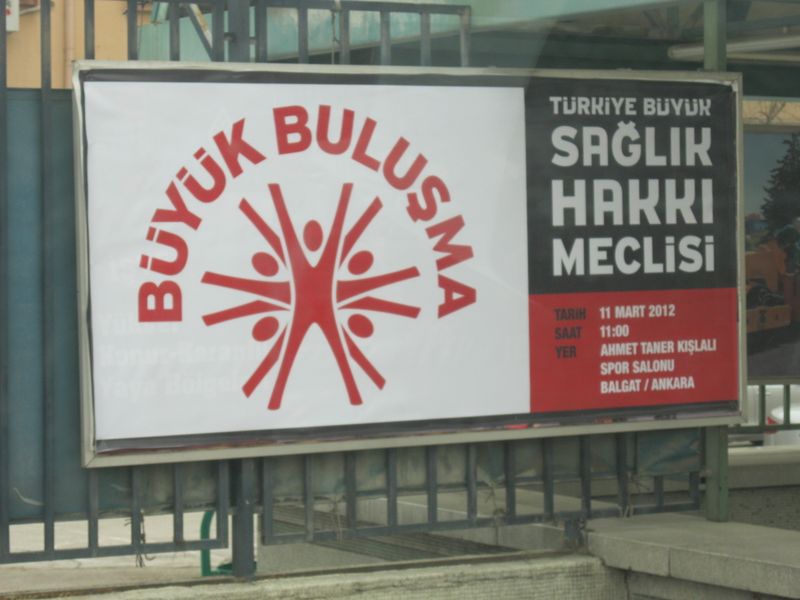 BÜYÜK BULUŞMA
TÜRKİYE BÜYÜK
SAĞLIK
HAKKI
MECLİSİ
TARİH 11 MART 2012
SAAT 11:00
YER AHMET TANER KIŞLALI
SPOR SALONU
BALGAT / ANKARA